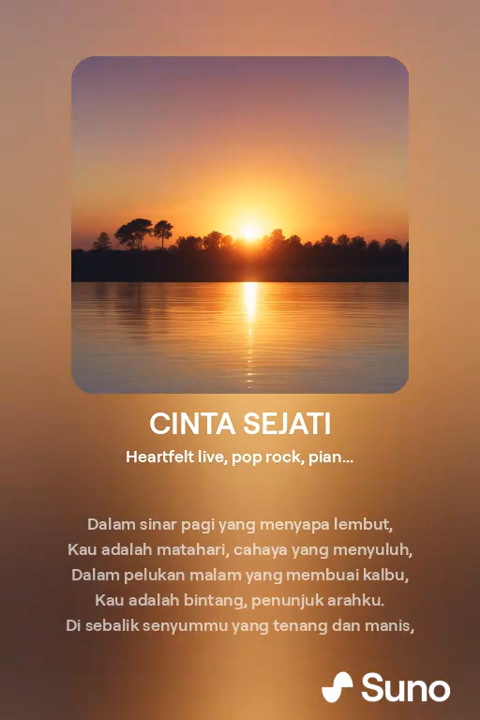 CINTA SEJATI
Heartfelt live, pop rock, pian...
Dalam sinar pagi yang menyapa lembut,
Kau adalah matahari, cahaya yang menyuluh,
Dalam pelukan malam yang membuai kalbu,
Kau adalah bintang, penunjuk arahku.
Di sebalik senyummu yang tenang dan manis,
Suno